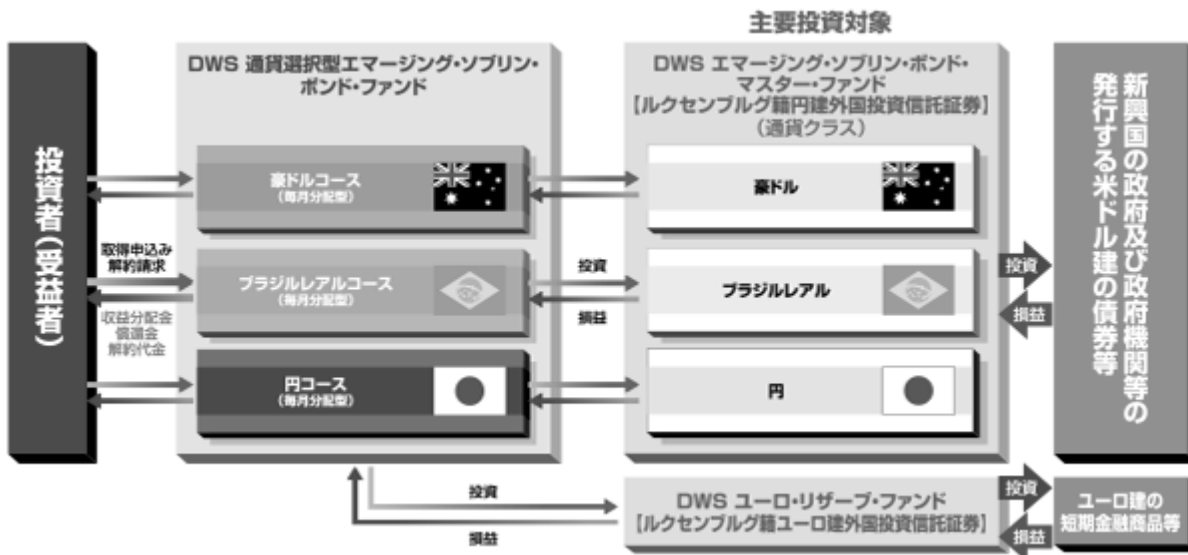 主要投資対象
DWS 通貨選択型エマージング・ソブリン・
ボンド・ファンド
DWS エマージング・ソブリン・ボンド・
マスター・ファンド
【ルクセンブルグ籍円建外国投資信託証券】
（通貨クラス）
投資者（受益者）
豪ドルコース
（毎月分配型）
豪ドル
取得申込み
解約請求
収益分配金
償還金
解約代金
ブラジルレアルコース
（毎月分配型）
投資
損益
ブラジルレアル
投資
損益
円コース
（毎月分配型）
円
新興国の政府及び政府機関等の
発行する米ドル建の債券等
投資
損益
DWS ユーロ・リザーブ・ファンド
【ルクセンブルグ籍ユーロ建外国投資信託証券】
投資
損益
ユーロ建の
短期金融商品等